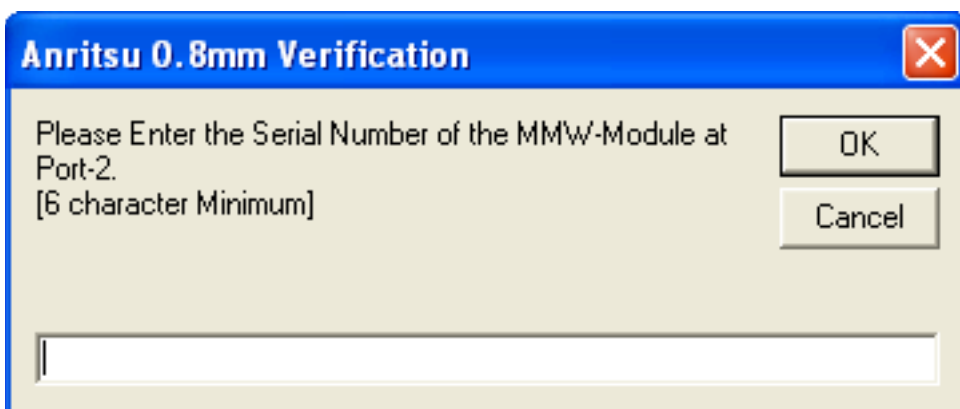 Anritsu 0.8mm Verification
Please Enter the Serial Number of the MMW-Module at
Port-2.
[6 character Minimum]
OK
Cancel